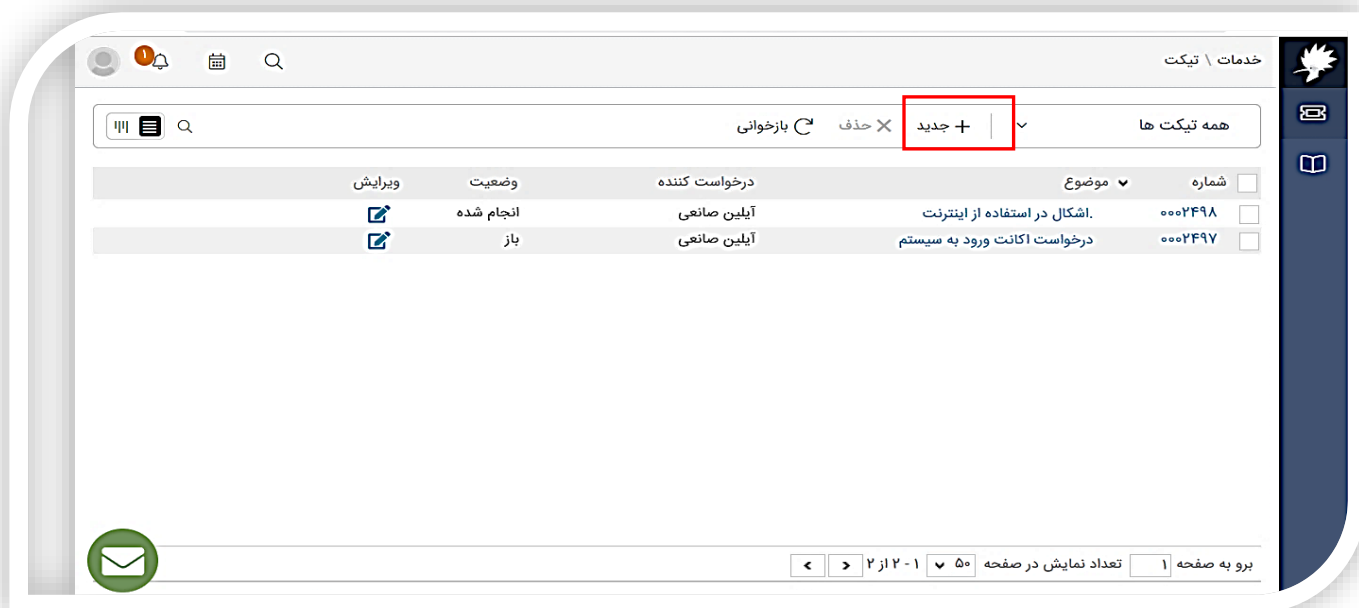 خدمات \ تیکت
۱
همه تیکت ها
جدید
حذف
بازخوانی
شماره موضوع درخواست کننده وضعیت ویرایش
۰۰۰۲۴۹۸ .اشکال در استفاده از اینترنت آیلین صانعی انجام شده
۰۰۰۲۴۹۷ درخواست اکانت ورود به سیستم آیلین صانعی باز
برو به صفحه ۱ تعداد نمایش در صفحه ۵۰ ۱ - ۲ از ۲